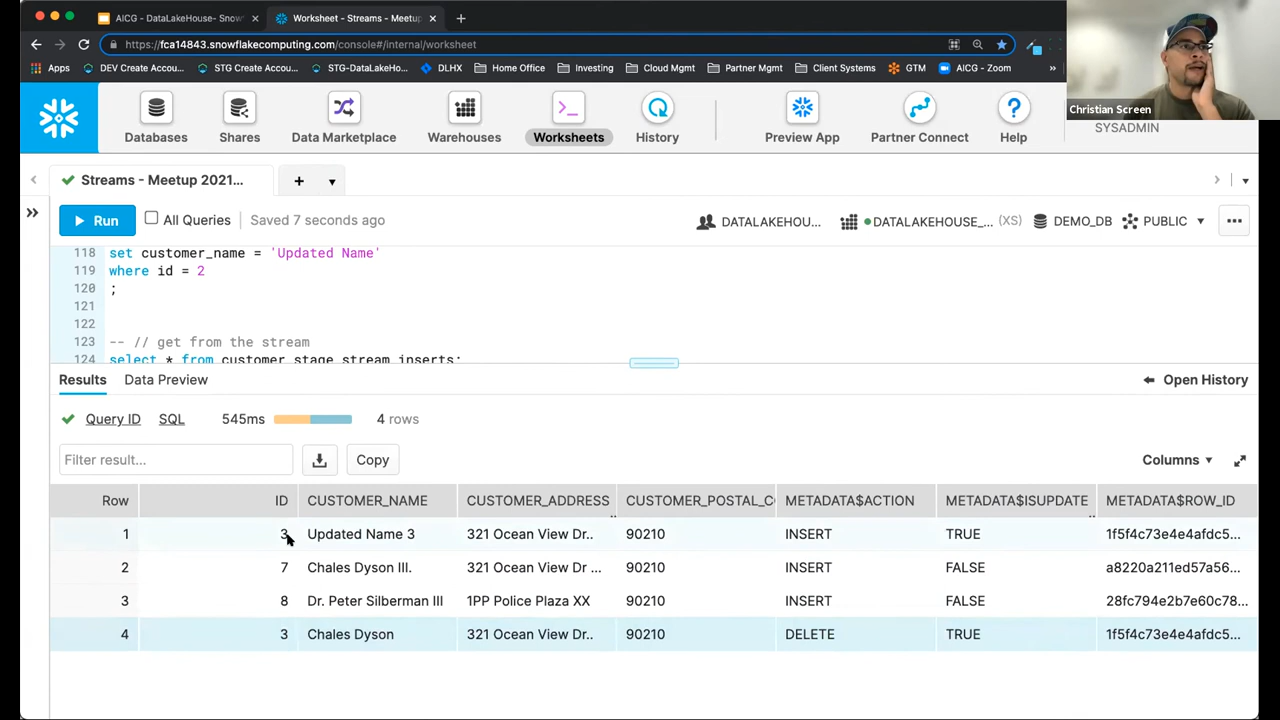 AICG - DataLakeHouse- Snow
Worksheet - Streams - Meetup
https://fca14843.snowflakecomputing.com/console#/internal/worksheet
Apps DEV Create Accou... STG Create Accoun... STG-DataLakeHo... DLHX Home Office Investing Cloud Mgmt Partner Mgmt Client Systems GTM AICG - Zoom »
Christian Screen
Databases Shares Data Marketplace Warehouses Worksheets History Preview App Partner Connect Help
SYSADMIN
Streams - Meetup 2021...
Run All Queries Saved 7 seconds ago DATALAKEHOU... DATALAKEHOUSE_... (XS) DEMO_DB PUBLIC
118 set customer_name = 'Updated Name'
119 where id = 2
120 ;
121
122
123 -- // get from the stream
124 select * from customer_stage_stream_inserts;
Results Data Preview Open History
Query ID SQL 545ms 4 rows
Filter result... Copy Columns
Row ID CUSTOMER_NAME CUSTOMER_ADDRESS CUSTOMER_POSTAL_C METADATA$ACTION METADATA$ISUPDATE METADATA$ROW_ID
1 3 Updated Name 3 321 Ocean View Dr.. 90210 INSERT TRUE 1f5f4c73e4e4afdc5...
2 7 Chales Dyson III. 321 Ocean View Dr ... 90210 INSERT FALSE a8220a211ed57a56...
3 8 Dr. Peter Silberman III 1PP Police Plaza XX 90210 INSERT FALSE 28fc794e2b7e60c78...
4 3 Chales Dyson 321 Ocean View Dr.. 90210 DELETE TRUE 1f5f4c73e4e4afdc5...